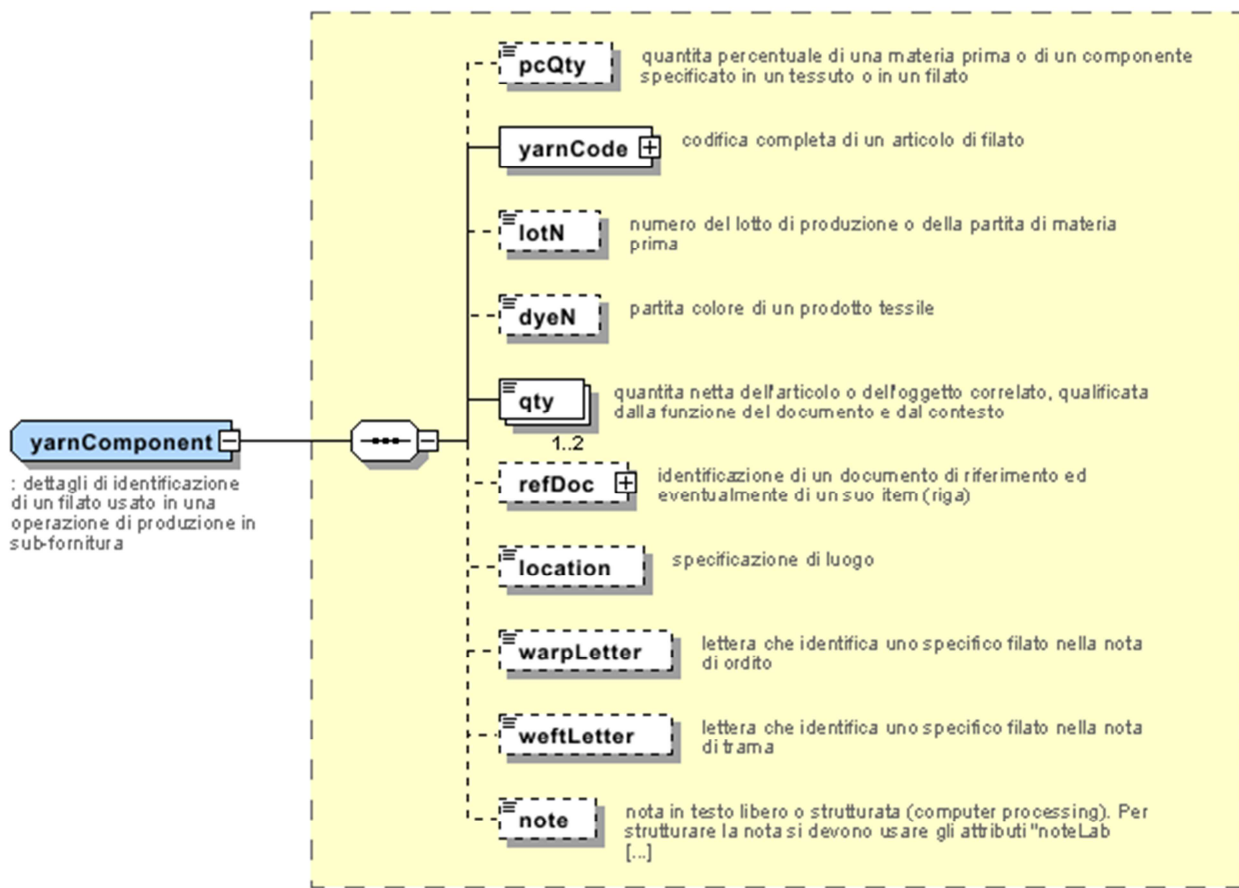 pcQty
quantita percentuale di una materia prima o di un componente
specificato in un tessuto o in un filato
yarnCode
codifica completa di un articolo di filato
lotN
numero del lotto di produzione o della partita di materia
prima
dyeN
partita colore di un prodotto tessile
qty
1..2
quantita netta dell'articolo o dell'oggetto correlato, qualificata
dalla funzione del documento e dal contesto
yarnComponent
: dettagli di identificazione
di un filato usato in una
operazione di produzione in
sub-fornitura
refDoc
identificazione di un documento di riferimento ed
eventualmente di un suo item (riga)
location
specificazione di luogo
warpLetter
lettera che identifica uno specifico filato nella nota
di ordito
weftLetter
lettera che identifica uno specifico filato nella nota
di trama
note
nota in testo libero o strutturata (computer processing). Per
strutturare la nota si devono usare gli attributi "noteLab
[...]